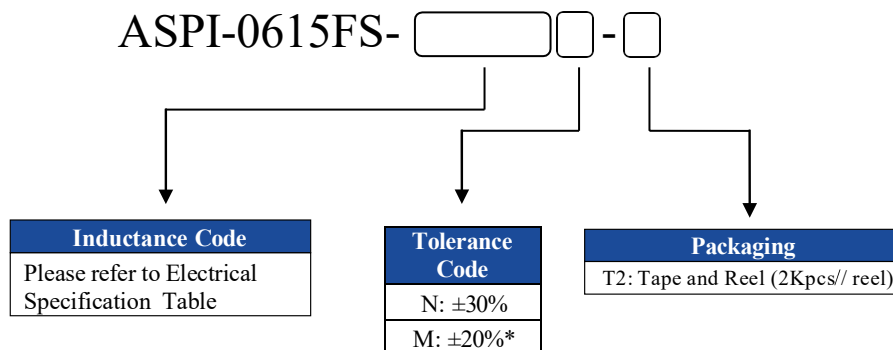 ASPI-0615FS- -
Inductance Code
Please refer to Electrical
Specification Table
Tolerance
Code
N: ±30%
M: ±20%*
Packaging
T2: Tape and Reel (2Kpcs// reel)